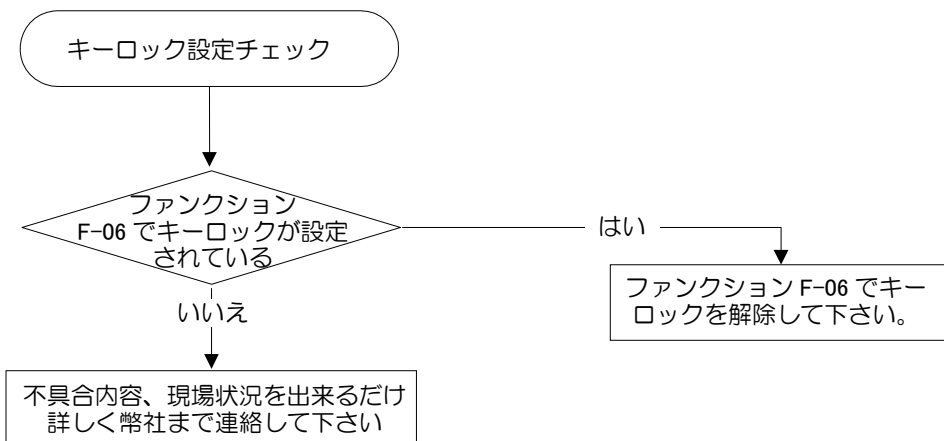 キーロック設定チェック
ファンクション
F-06 でキーロックが設定
されている
はい
ファンクション F-06 でキー
ロックを解除して下さい。
いいえ
不具合内容、現場状況を出来るだけ
詳しく幣社まで連絡して下さい